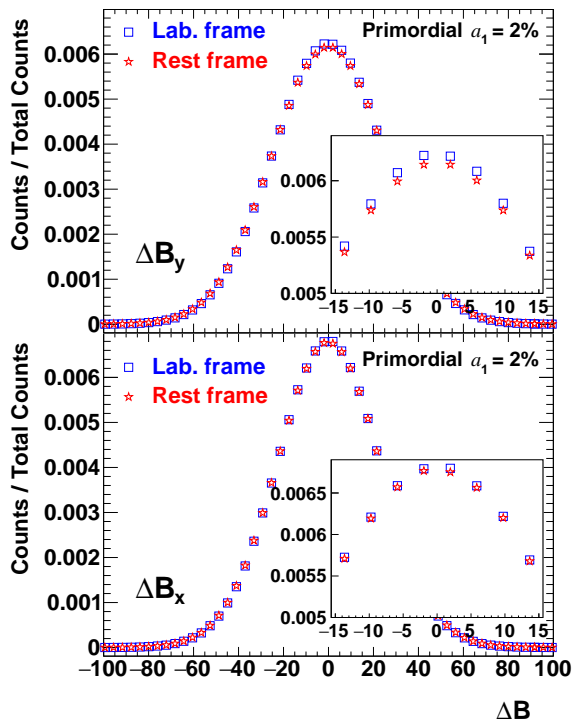 Counts / Total Counts
0.006
0.005
0.004
0.003
0.002
0.001
0
Lab. frame
Rest frame
Primordial a1 = 2%
ΔBy
0.006
0.0055
0.005
−15 −10 −5 0 5 10 15
Counts / Total Counts
0.006
0.005
0.004
0.003
0.002
0.001
0
Lab. frame
Rest frame
Primordial a1 = 2%
ΔBx
0.0065
0.006
0.0055
0.005
−15 −10 −5 0 5 10 15
−100 −80 −60 −40 −20 0 20 40 60 80 100
ΔB